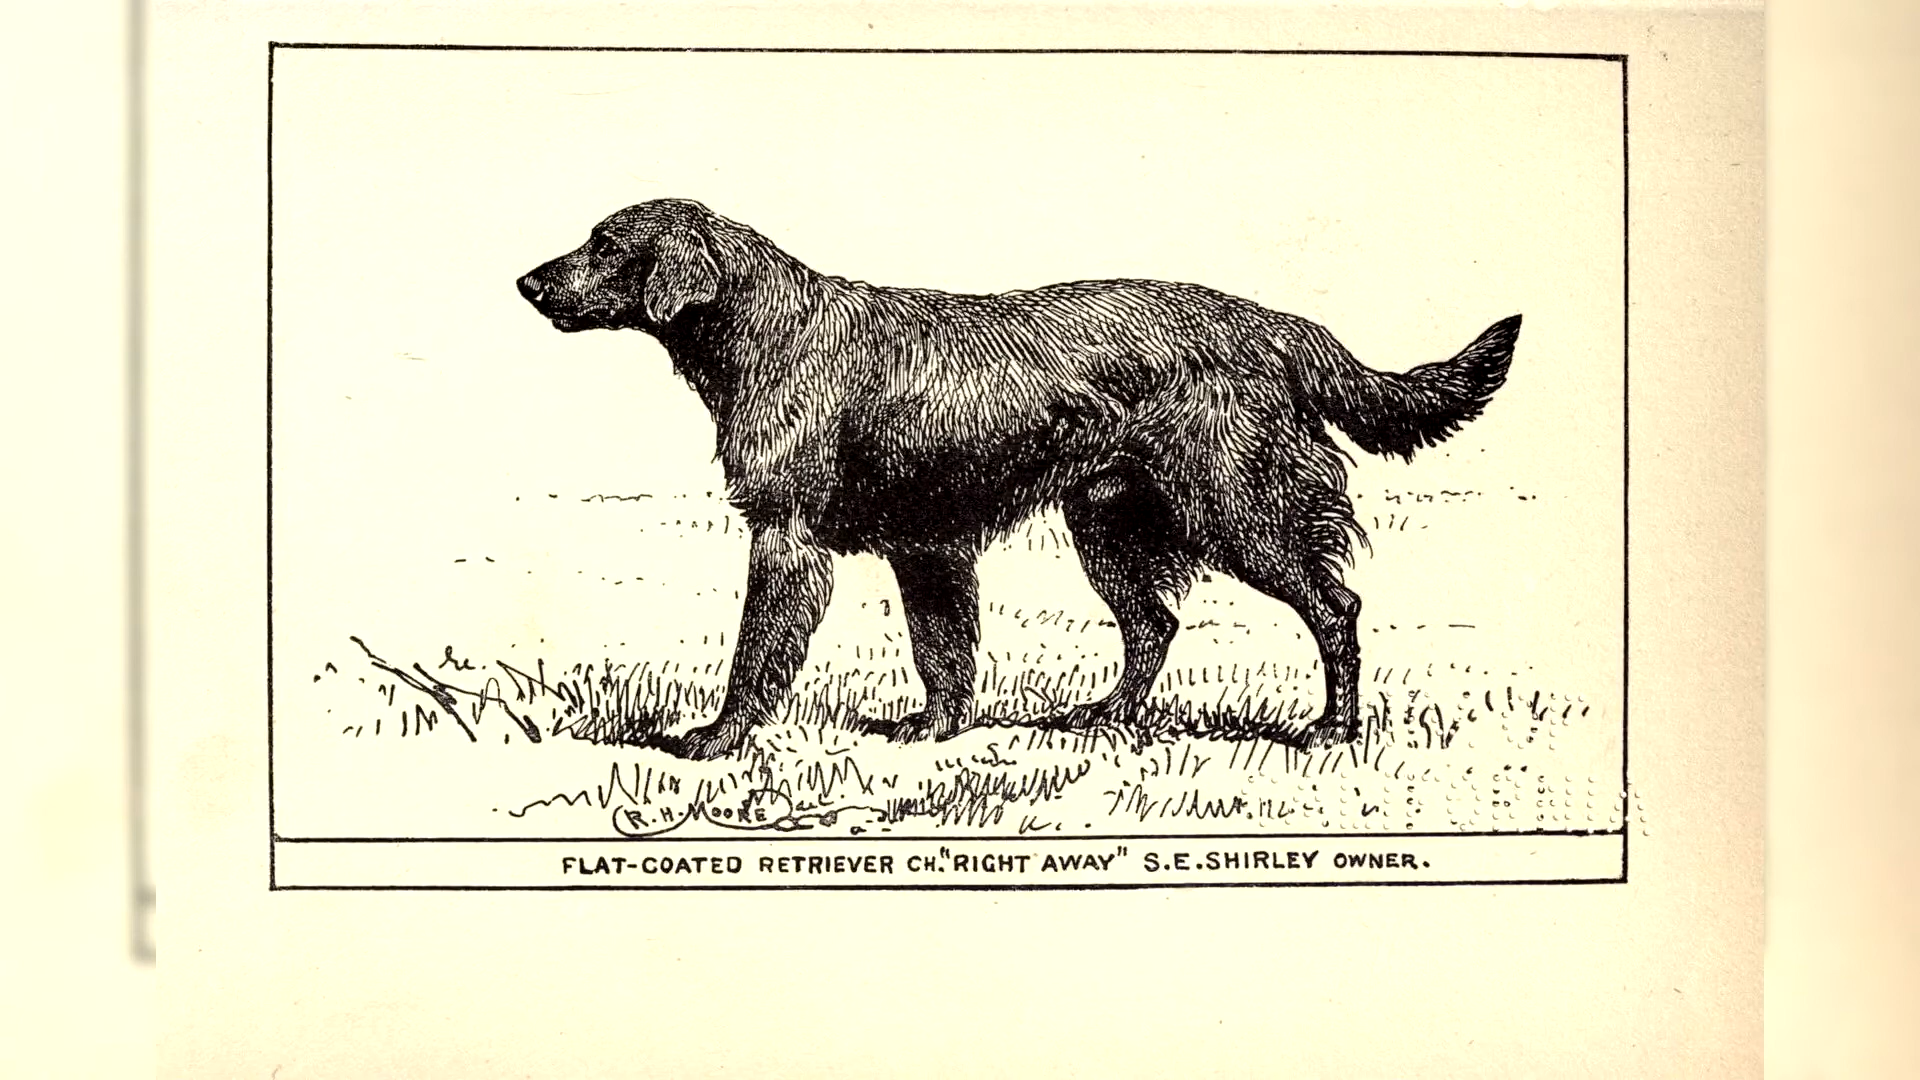 R.H. MOORE
FLAT-COATED RETRIEVER CH. "RIGHT AWAY" S.E. SHIRLEY OWNER.